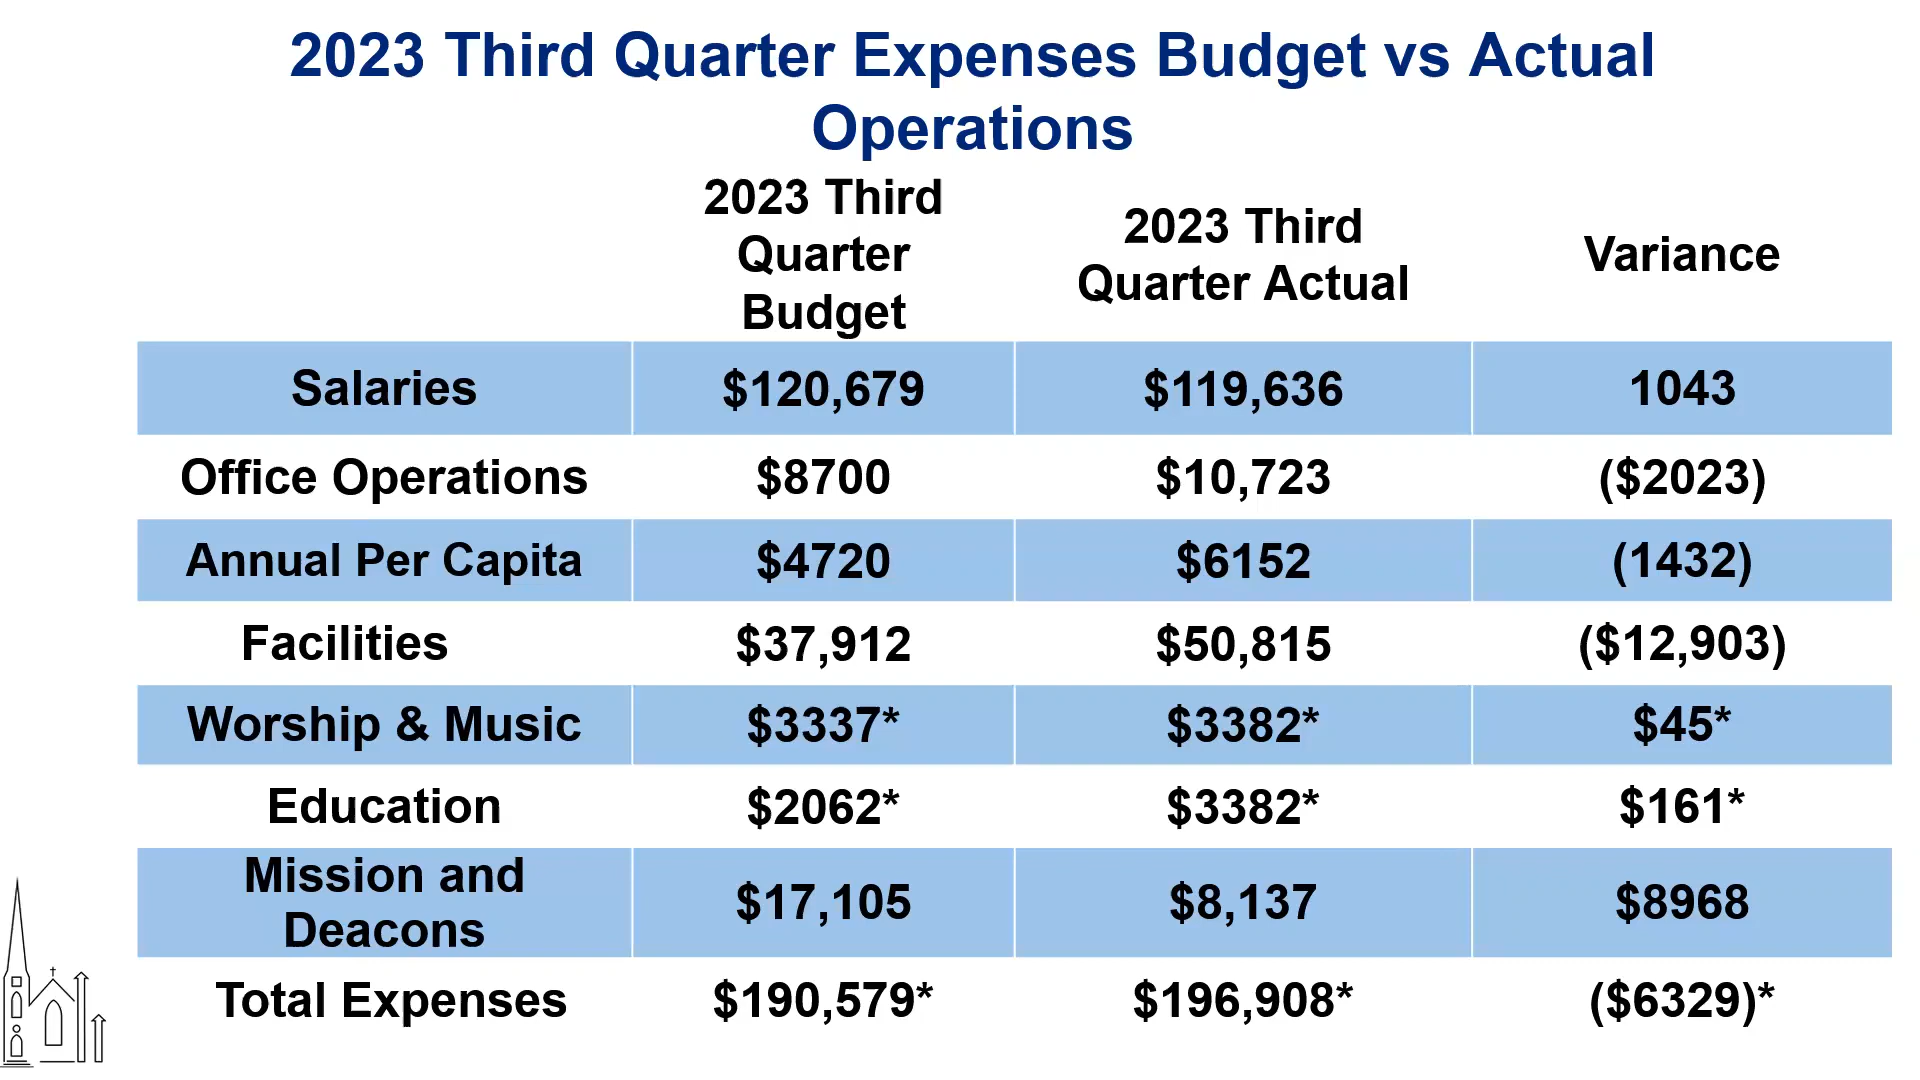 2023 Third Quarter Expenses Budget vs Actual
Operations
2023 Third
Quarter
Budget
2023 Third
Quarter Actual
Variance
Salaries $120,679 $119,636 1043
Office Operations $8700 $10,723 ($2023)
Annual Per Capita $4720 $6152 (1432)
Facilities $37,912 $50,815 ($12,903)
Worship & Music $3337* $3382* $45*
Education $2062* $3382* $161*
Mission and
Deacons $17,105 $8,137 $8968
Total Expenses $190,579* $196,908* ($6329)*